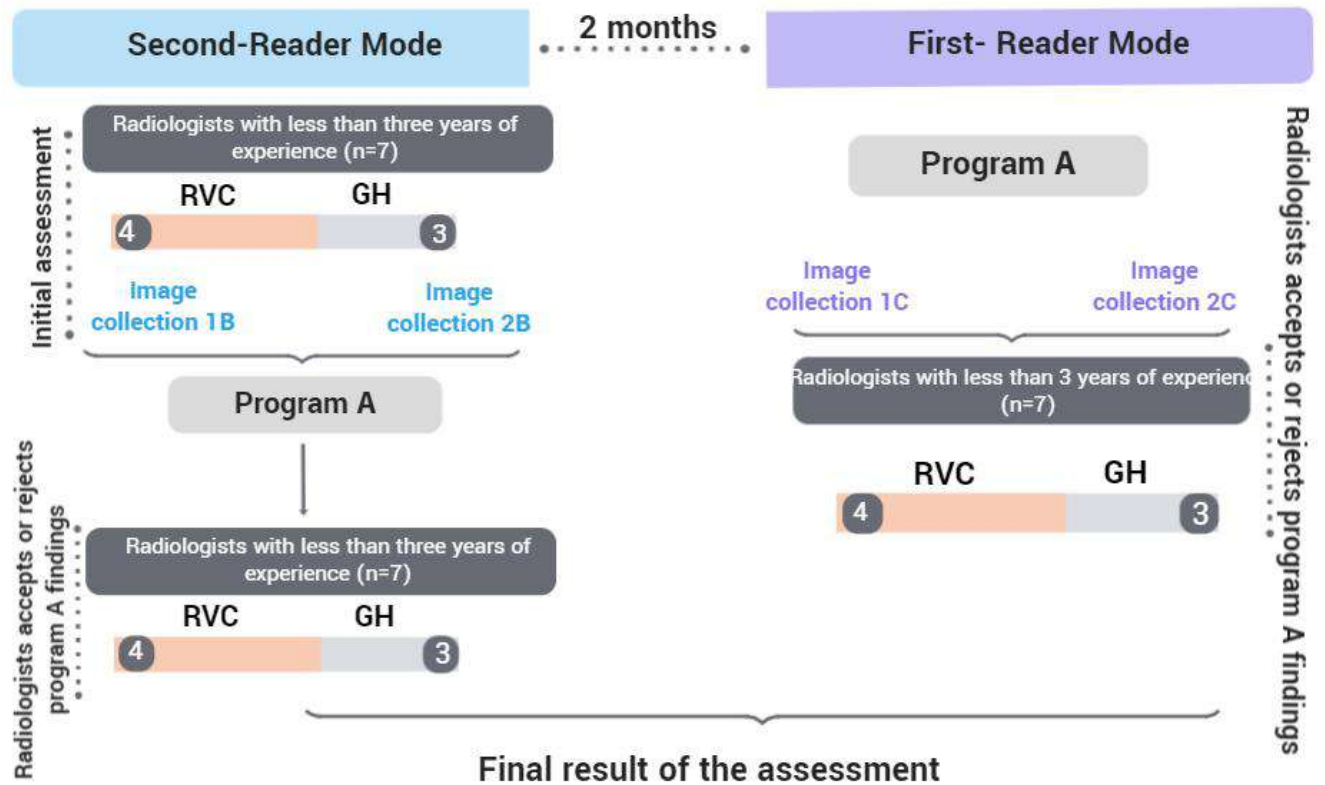 Second-Reader Mode
2 months
First- Reader Mode
Initial assessment
Radiologists with less than three years of
experience (n=7)
RVC
GH
4
3
Image
collection 1B
Image
collection 2B
Program A
Radiologists accepts or rejects
program A findings
Radiologists with less than three years of
experience (n=7)
RVC
GH
4
3
Program A
Image
collection 1C
Image
collection 2C
Radiologists with less than 3 years of experienc
(n=7)
RVC
GH
4
3
Radiologists accepts or rejects program A findings
Final result of the assessment